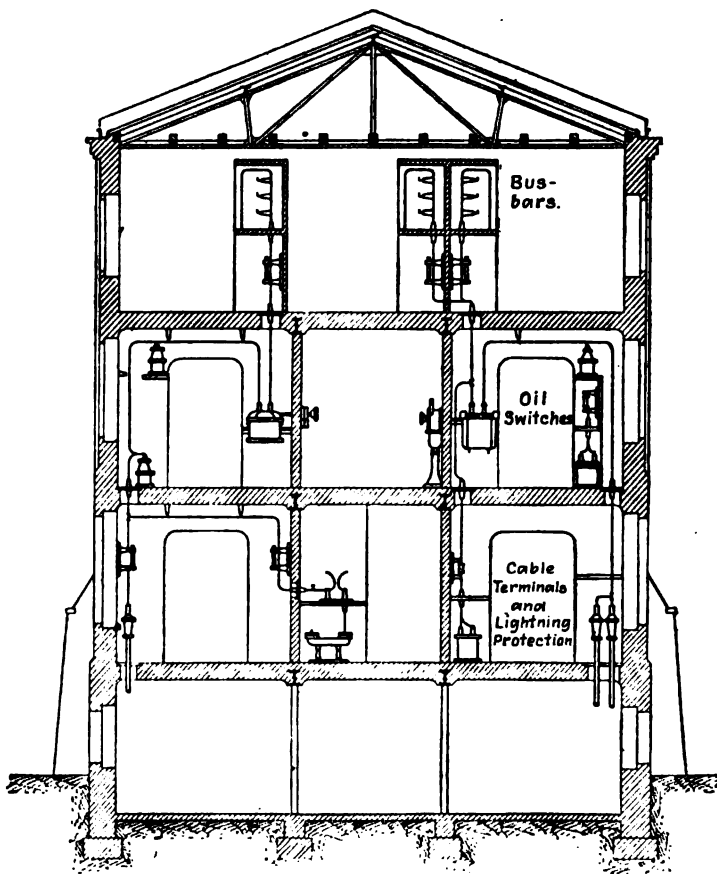 Bus-
bars.
Oil
Switches
Cable
Terminals
and
Lightning
Protection